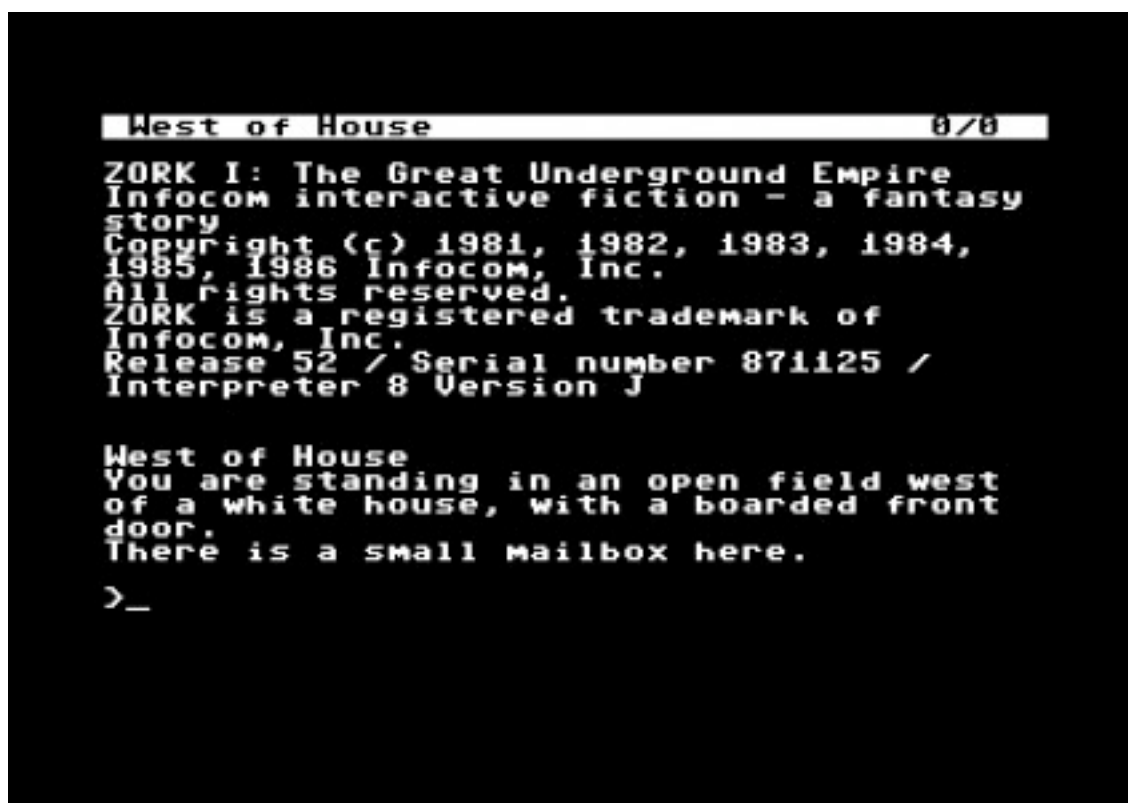 West of House 0/0
ZORK I: The Great Underground Empire
Infocom interactive fiction - a fantasy
story
Copyright (c) 1981, 1982, 1983, 1984,
1985, 1986 Infocom, Inc.
All rights reserved.
ZORK is a registered trademark of
Infocom, Inc.
Release 52 / Serial number 871125 /
Interpreter 8 Version J
West of House
You are standing in an open field west
of a white house, with a boarded front
door.
There is a small mailbox here.
>_